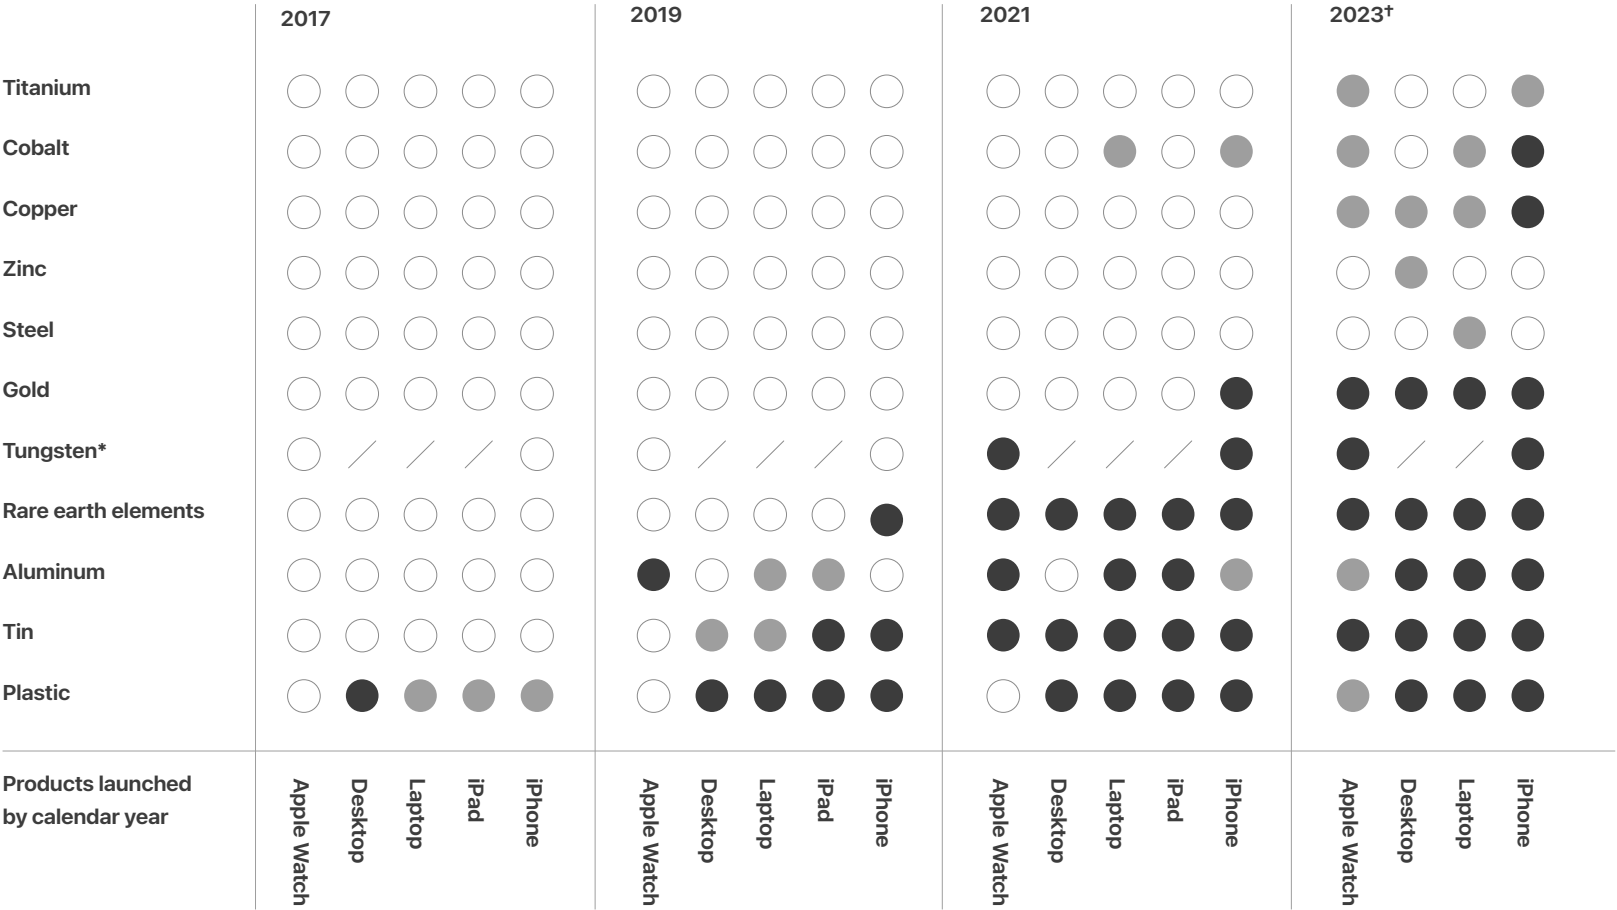 2017
2019
2021
2023†
Titanium
Cobalt
Copper
Zinc
Steel
Gold
Tungsten*
Rare earth elements
Aluminum
Tin
Plastic
Products launched
by calendar year
Apple Watch
Desktop
Laptop
iPad
iPhone
Apple Watch
Desktop
Laptop
iPad
iPhone
Apple Watch
Desktop
Laptop
iPad
iPhone
Apple Watch
Desktop
Laptop
iPhone